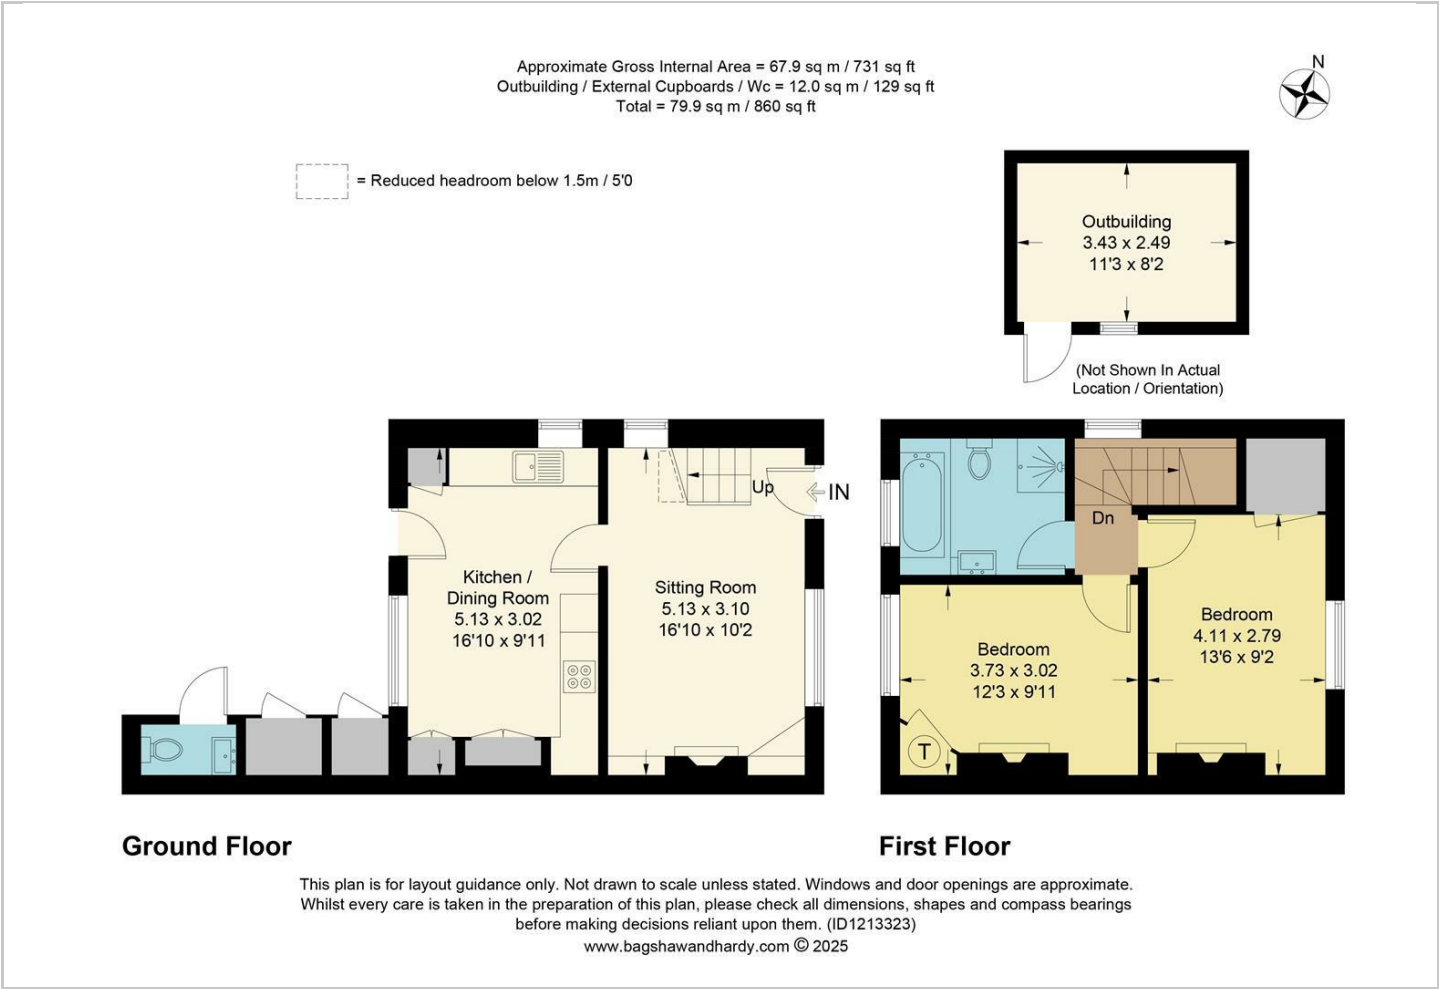 Approximate Gross Internal Area = 67.9 sq m / 731 sq ft
Outbuilding / External Cupboards / Wc = 12.0 sq m / 129 sq ft
Total = 79.9 sq m / 860 sq ft
N
= Reduced headroom below 1.5m / 5'0
Outbuilding
3.43 x 2.49
11'3 x 8'2
(Not Shown In Actual
Location / Orientation)
Up
IN
Kitchen /
Dining Room
5.13 x 3.02
16'10 x 9'11
Sitting Room
5.13 x 3.10
16'10 x 10'2
Dn
Bedroom
3.73 x 3.02
12'3 x 9'11
Bedroom
4.11 x 2.79
13'6 x 9'2
T
Ground Floor
First Floor
This plan is for layout guidance only. Not drawn to scale unless stated. Windows and door openings are approximate.
Whilst every care is taken in the preparation of this plan, please check all dimensions, shapes and compass bearings
before making decisions reliant upon them. (ID1213323)
www.bagshawandhardy.com © 2025